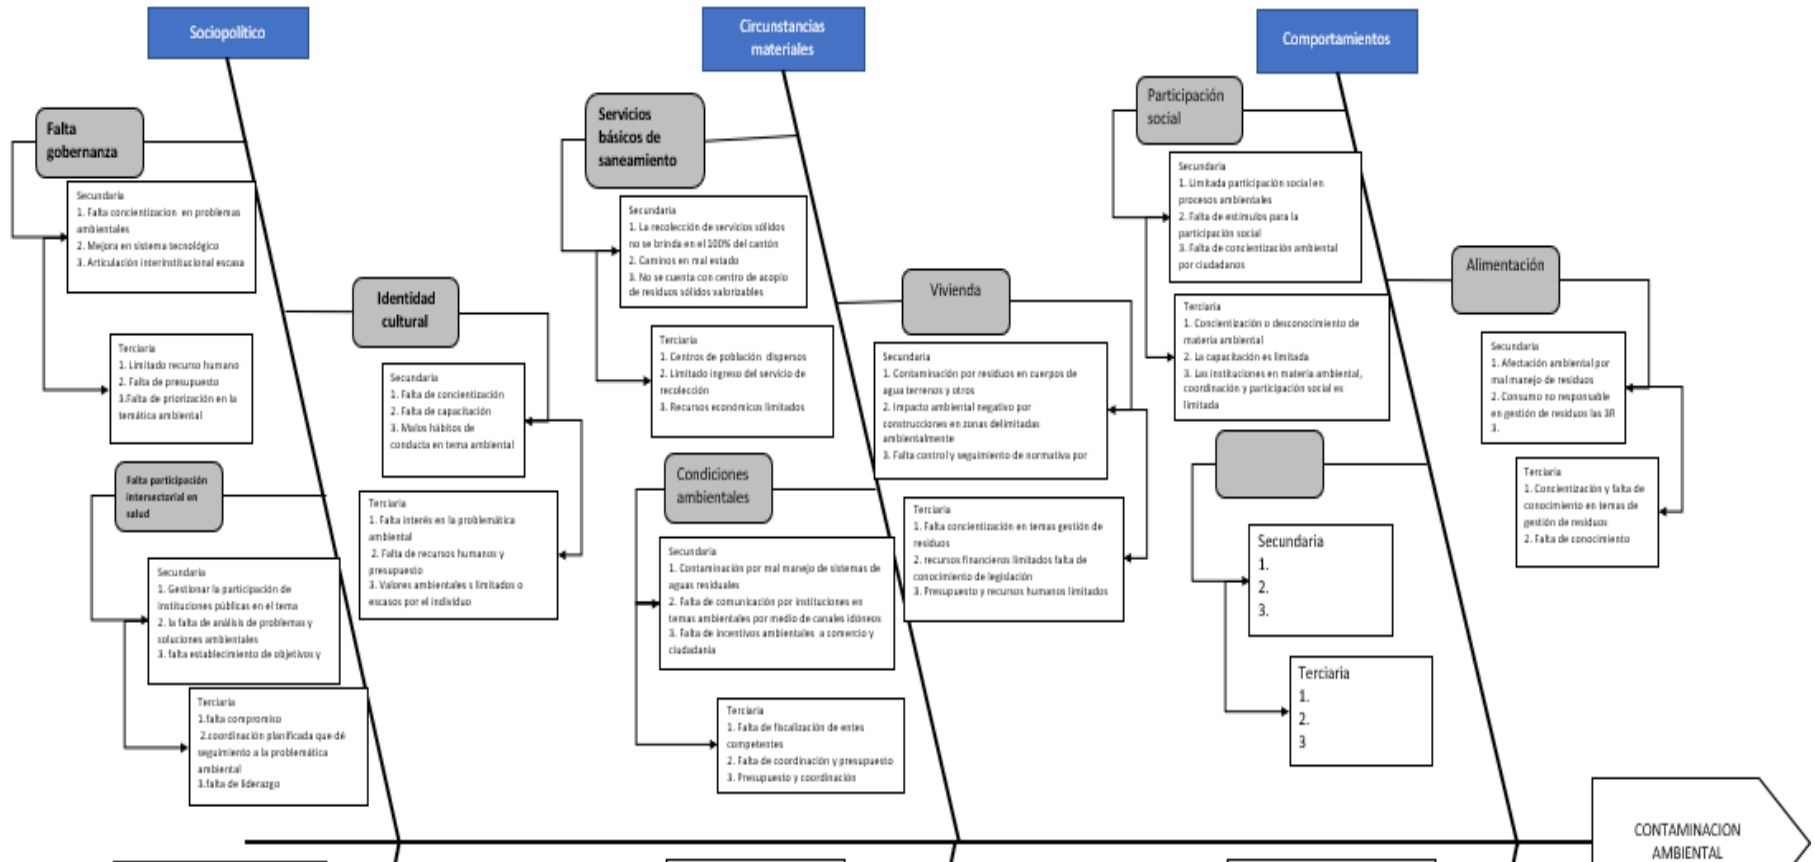 Sociopolítico
Falta
gobernanza
Secundaria
1. Falta concientizacion en problemas
ambientales
2. Mejora en sistema tecnológico
3. Articulación interinstitucional escasa
Terciaria
1. Limitado recurso humano
2. Falta de presupuesto
3.Falta de priorización en la
temática ambiental
Identidad
cultural
Secundaria
1. Falta de concientización
2. Falta de capacitación
3. Malos hábitos de
conducta en tema ambiental
Terciaria
1. Falta interés en la problemática
ambiental
2. Falta de recursos humanos y
presupuesto
3. Valores ambientales s limitados o
escasos por el individuo
Falta participación
intersectorial en
salud
Secundaria
1. Gestionar la participación de
instituciones públicas en el tema
2. la falta de análisis de problemas y
soluciones ambientales
3. falta establecimiento de objetivos y
Terciaria
1.falta compromiso
2.coordinación planificada que dé
seguimiento a la problemática
ambiental
3.falta de liderazgo
Circunstancias
materiales
Servicios
básicos de
saneamiento
Secundaria
1. La recolección de servicios sólidos
no se brinda en el 100% del cantón
2. Caminos en mal estado
3. No se cuenta con centro de acopio
de residuos sólidos valorizables
Terciaria
1. Centros de población dispersos
2. Limitado ingreso del servicio de
recolección
3. Recursos económicos limitados
Vivienda
Secundaria
1. Contaminación por residuos en cuerpos de
agua terrenos y otros
2. Impacto ambiental negativo por
construcciones en zonas delimitadas
ambientalmente
3. Falta control y seguimiento de normativa por
Terciaria
1. Falta concientización en temas gestión de
residuos
2. recursos financieros limitados falta de
conocimiento de legislación
3. Presupuesto y recursos humanos limitados
Condiciones
ambientales
Secundaria
1. Contaminación por mal manejo de sistemas de
aguas residuales
2. Falta de comunicación por instituciones en
temas ambientales por medio de canales idóneos
3. Falta de incentivos ambientales a comercio y
ciudadania
Terciaria
1. Falta de fiscalización de entes
competentes
2. Falta de coordinación y presupuesto
3. Presupuesto y coordinación
Comportamientos
Participación
social
Secundaria
1. Limitada participación social en
procesos ambientales
2. Falta de estímulos para la
participación social
3. Falta de concientización ambiental
por ciudadanos
Terciaria
1. Concientización o desconocimiento de
materia ambiental
2. La capacitación es limitada
3. Las instituciones en materia ambiental,
coordinación y participación social es
limitada
Alimentación
Secundaria
1. Afectación ambiental por
mal manejo de residuos
2. Consumo no responsable
en gestión de residuos las 3R
3.
Terciaria
1. Concientización y falta de
conocimiento en temas de
gestión de residuos
2. Falta de conocimiento
Secundaria
1.
2.
3.
Terciaria
1.
2.
3
CONTAMINACION
AMBIENTAL